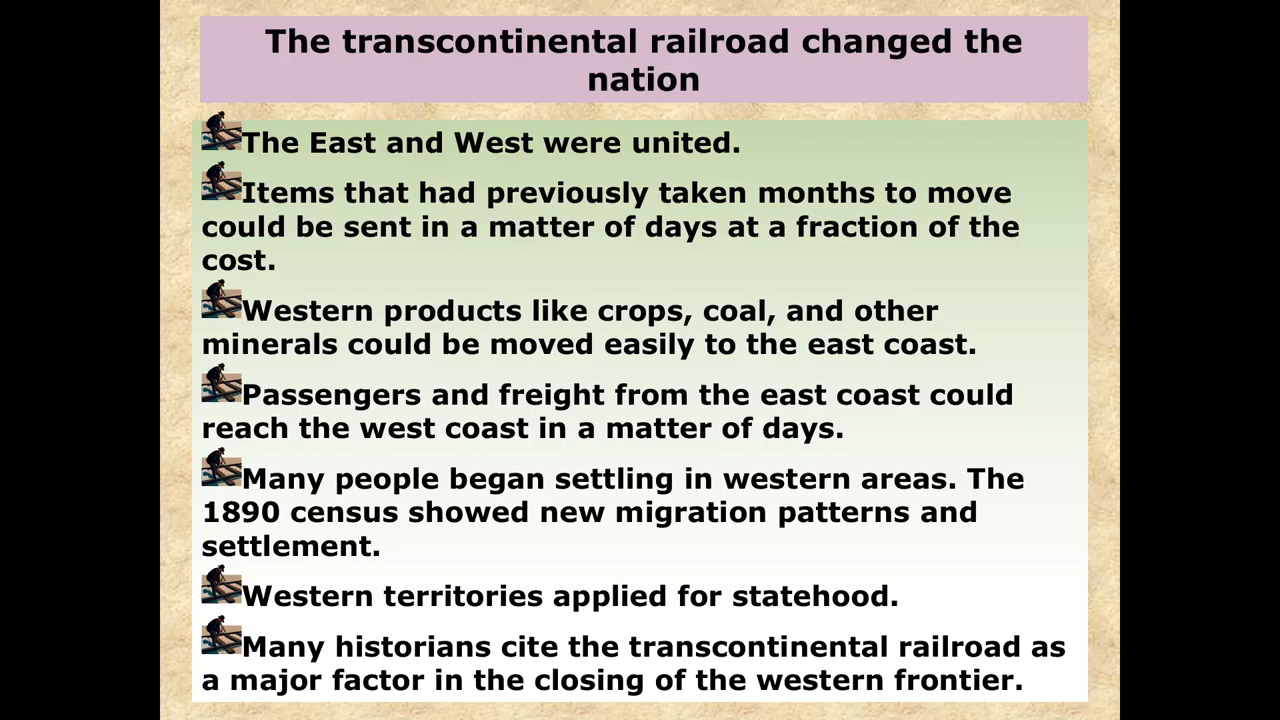 The transcontinental railroad changed the
nation
The East and West were united.
Items that had previously taken months to move
could be sent in a matter of days at a fraction of the
cost.
Western products like crops, coal, and other
minerals could be moved easily to the east coast.
Passengers and freight from the east coast could
reach the west coast in a matter of days.
Many people began settling in western areas. The
1890 census showed new migration patterns and
settlement.
Western territories applied for statehood.
Many historians cite the transcontinental railroad as
a major factor in the closing of the western frontier.